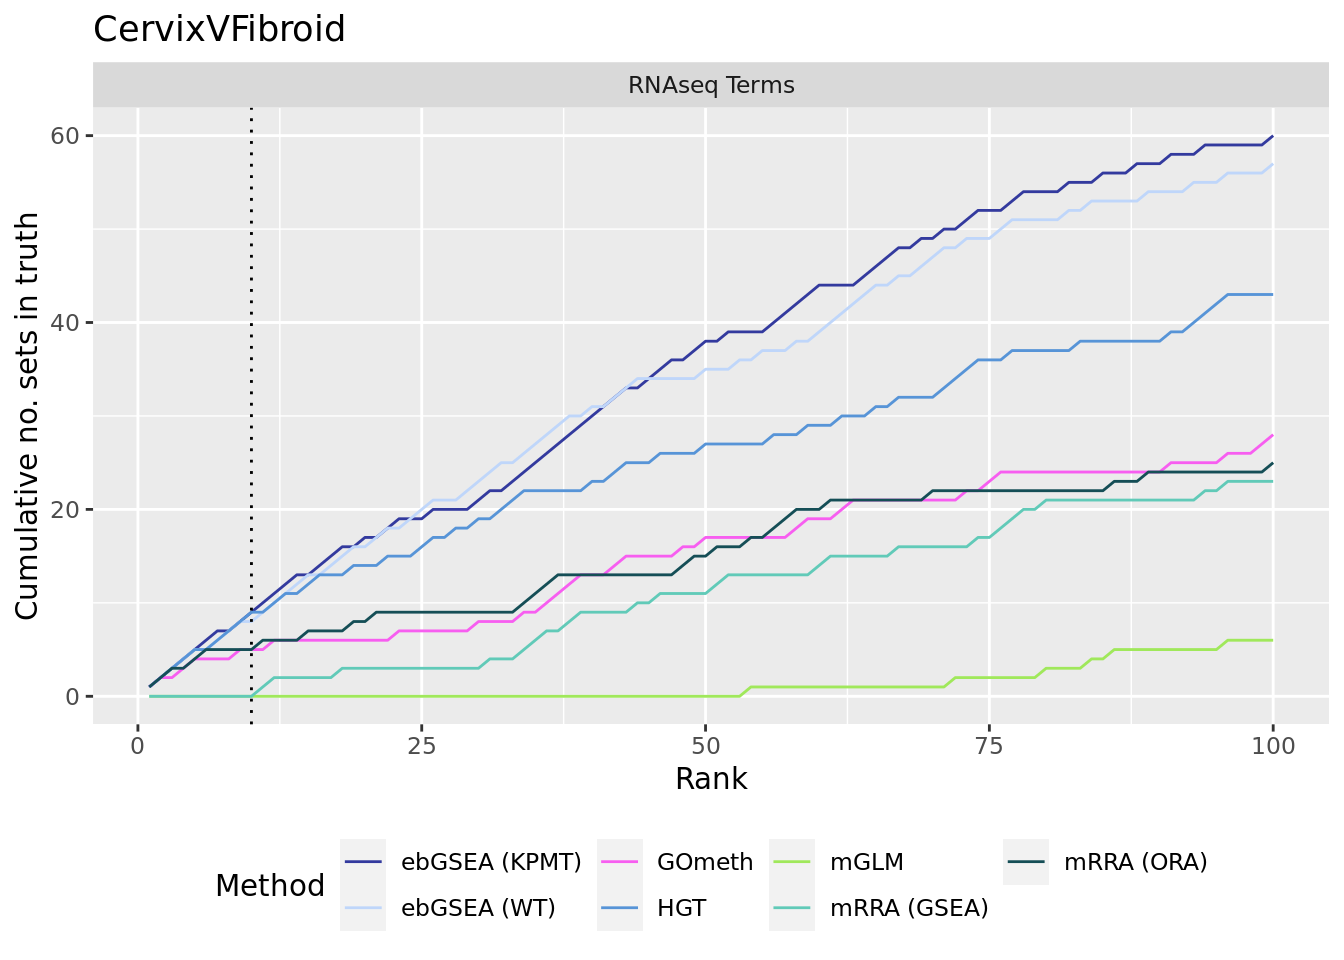 CervixVFibroid
RNAseq Terms
Cumulative no. sets in truth
60
40
20
0
0 25 50 75 100
Rank
Method
ebGSEA (KPMT) GOmeth mGLM mRRA (ORA)
ebGSEA (WT) HGT mRRA (GSEA)